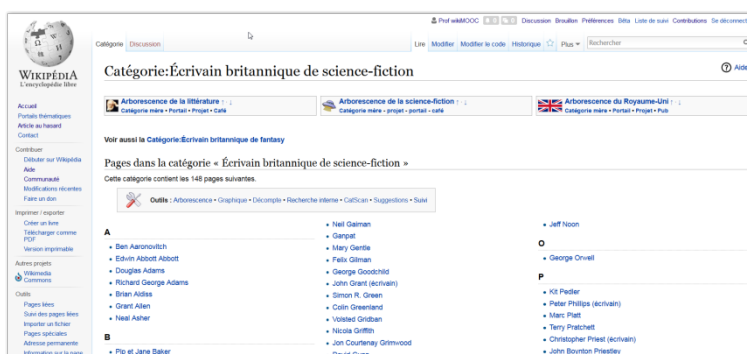 Prof wikiMOOC Discussion Brouillon Préférences Bêta Liste de suivi Contributions Se déconnect
Catégorie Discussion Lire Modifier Modifier le code Historique Plus Rechercher
WIKIPÉDIA
L'encyclopédie libre
Catégorie:Écrivain britannique de science-fiction
Aide
Arborescence de la littérature
Catégorie mère • Portail • Projet • Café
Arborescence de la science-fiction
Catégorie mère - projet - portail - café
Arborescence du Royaume-Uni
Catégorie mère • Portail • Projet • Pub
Voir aussi la Catégorie:Écrivain britannique de fantasy
Pages dans la catégorie « Écrivain britannique de science-fiction »
Cette catégorie contient les 148 pages suivantes.
Outils : Arborescence • Graphique • Décompte • Recherche interne • CatScan • Suggestions • Suivi
Accueil
Portails thématiques
Article au hasard
Contact
Contribuer
Débuter sur Wikipédia
Aide
Communauté
Modifications récentes
Faire un don
Imprimer / exporter
Créer un livre
Télécharger comme
PDF
Version imprimable
Autres projets
Wikimedia
Commons
Outils
Pages liées
Suivi des pages liées
Importer un fichier
Pages spéciales
Adresse permanente
Information sur la page
A
Ben Aaronovitch
Edwin Abbott Abbott
Douglas Adams
Richard George Adams
Brian Aldiss
Grant Allen
Neal Asher
B
Pip et Jane Baker
Neil Gaiman
Ganpat
Mary Gentle
Felix Gilman
George Goodchild
John Grant (écrivain)
Simon R. Green
Colin Greenland
Volsted Gridban
Nicola Griffith
Jon Courtenay Grimwood
Jeff Noon
O
George Orwell
P
Kit Pedler
Peter Phillips (écrivain)
Marc Platt
Terry Pratchett
Christopher Priest (écrivain)
John Boynton Priestley